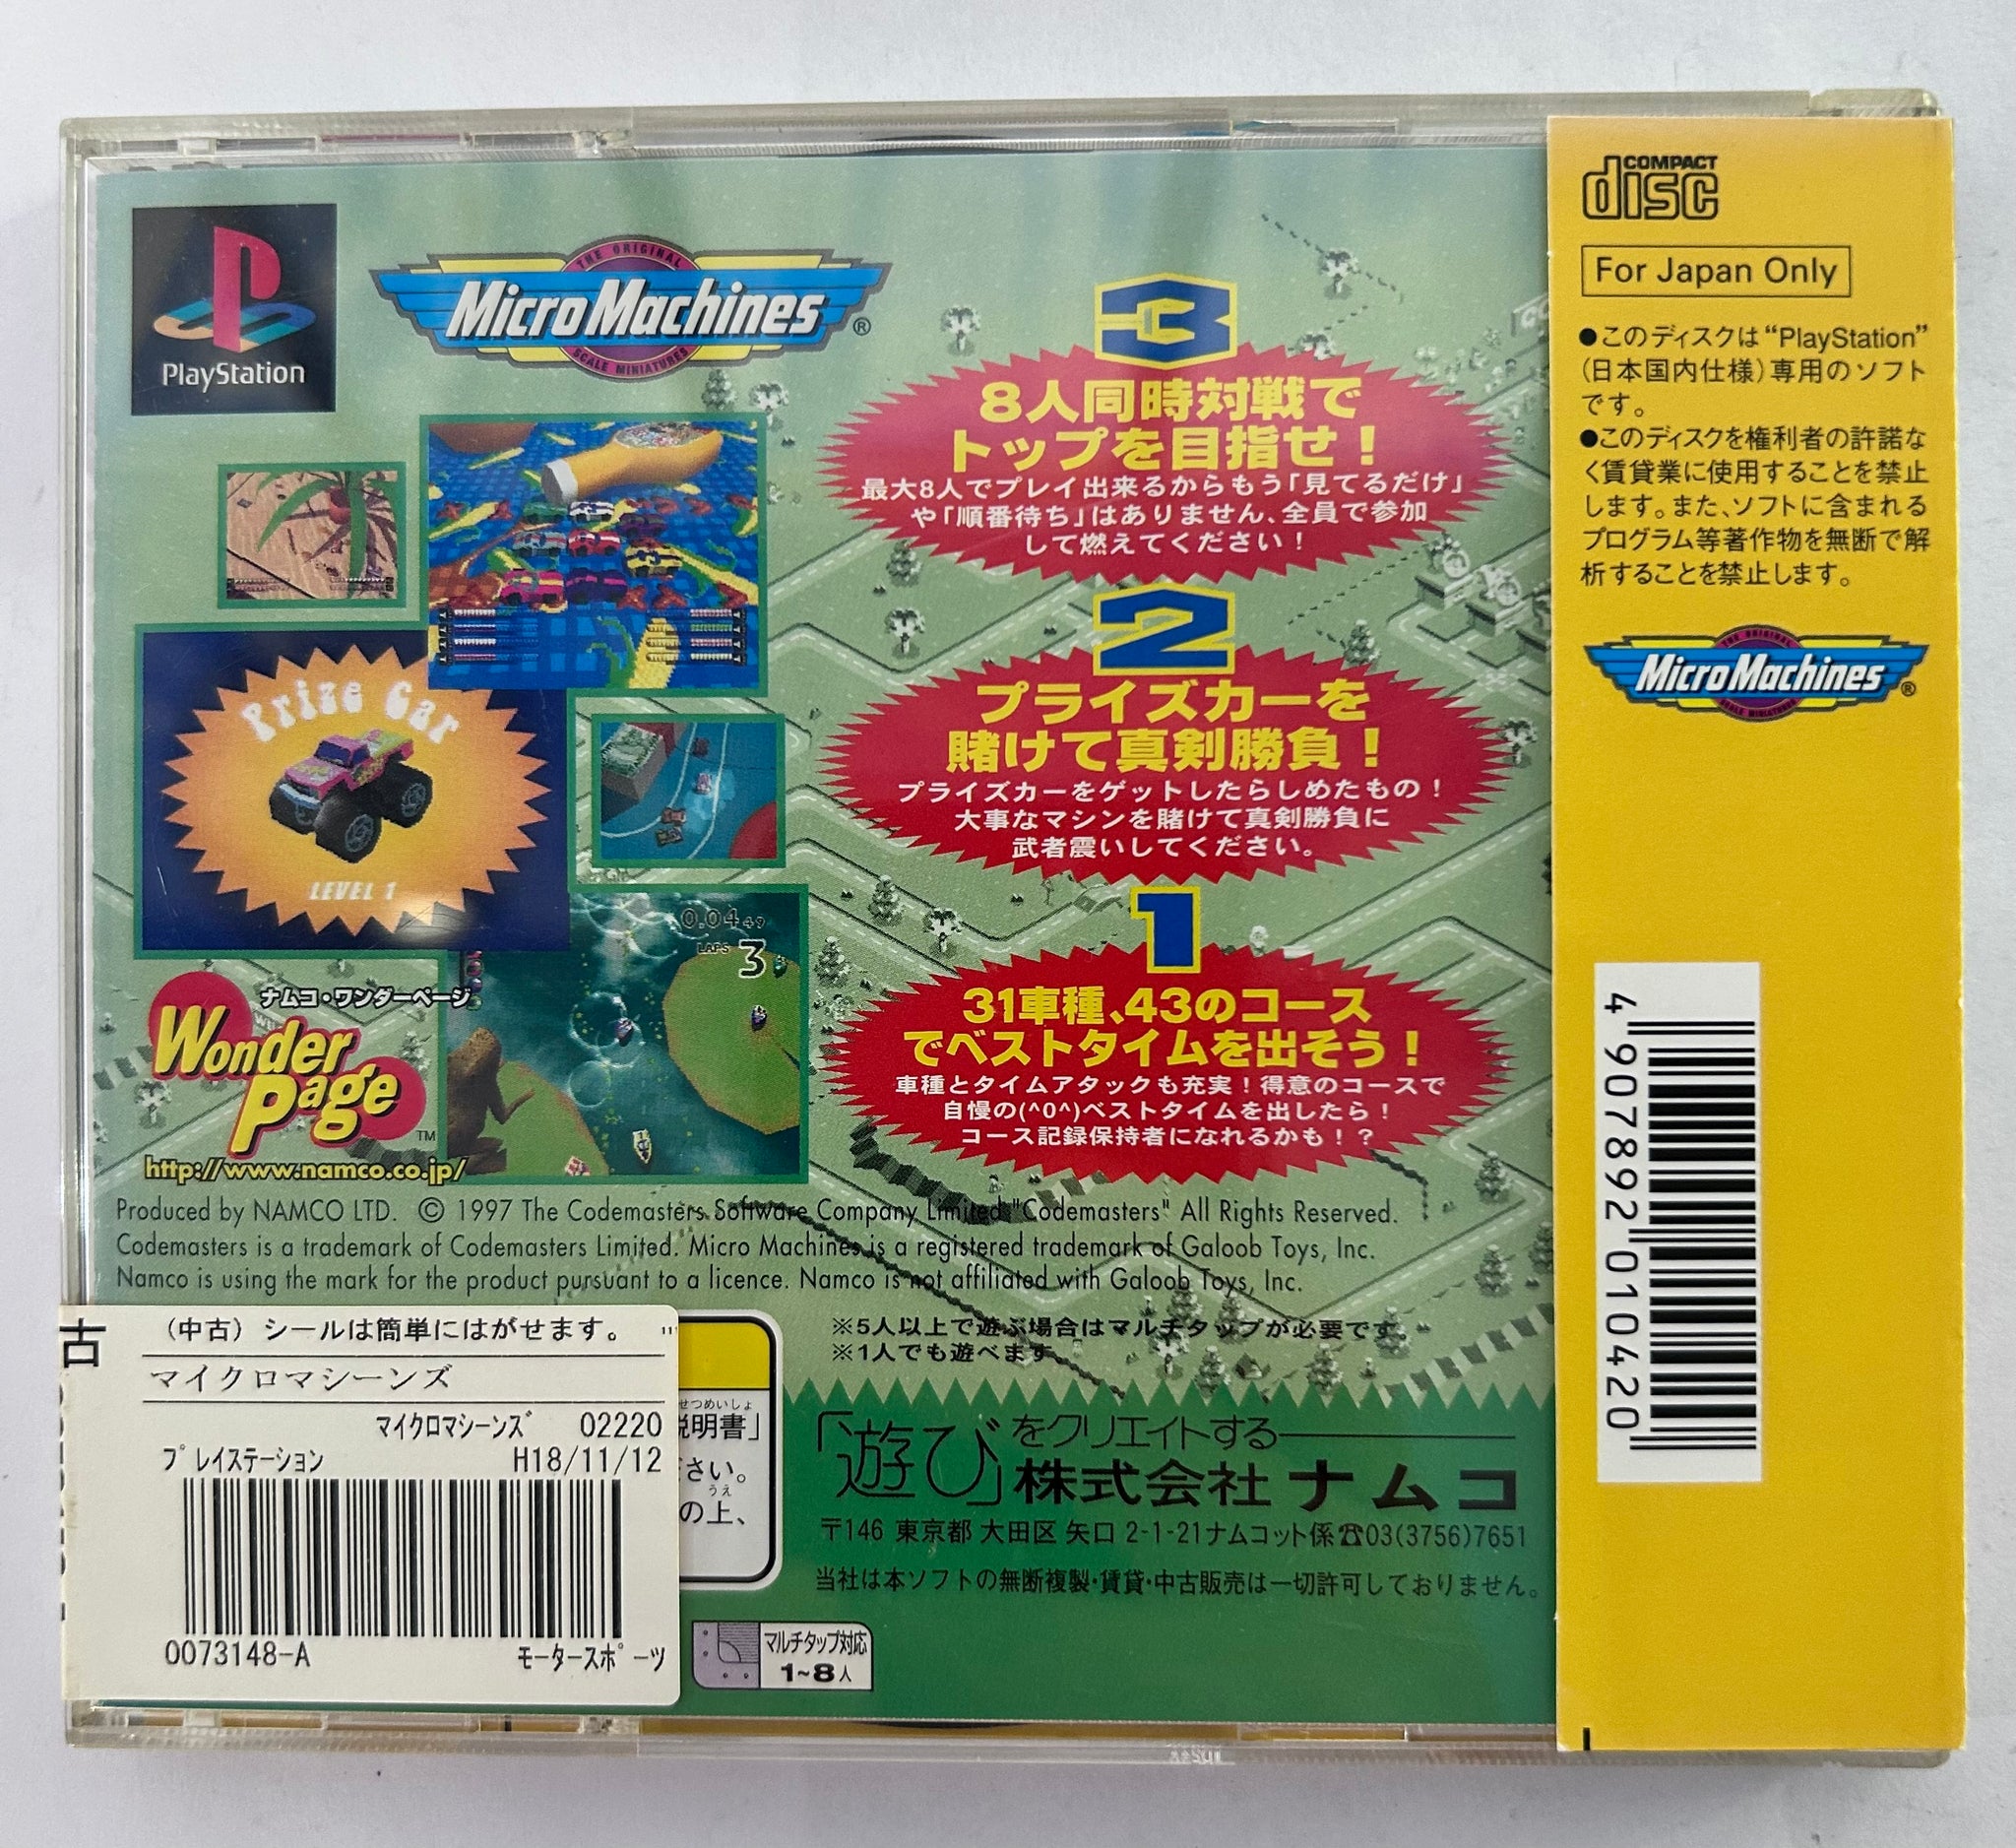 PlayStation
THE ORIGINAL
Micro Machines ®
SCALE MINIATURES
3
8人同時対戦で
トップを目指せ！
最大8人でプレイ出来るからもう「見てるだけ」
や「順番待ち」はありません、全員で参加
して燃えてください！
2
プライズカーを
賭けて真剣勝負！
プライズカーをゲットしたらしめたもの！
大事なマシンを賭けて真剣勝負に
武者震いしてください。
1
31車種、43のコース
でベストタイムを出そう！
車種とタイムアタックも充実！得意のコースで
自慢の(^0^)ベストタイムを出したら！
コース記録保持者になれるかも！？
Prize Car
LEVEL 1
0.04 49
LAPS 3
ナムコ・ワンダーページ
Wonder
Page
TM
http://www.namco.co.jp/
Produced by NAMCO LTD. © 1997 The Codemasters Software Company Limited "Codemasters" All Rights Reserved.
Codemasters is a trademark of Codemasters Limited. Micro Machines is a registered trademark of Galoob Toys, Inc.
Namco is using the mark for the product pursuant to a licence. Namco is not affiliated with Galoob Toys, Inc.
※5人以上で遊ぶ場合はマルチタップが必要です。
※1人でも遊べます。
古
(中古) シールは簡単にはがせます。
マイクロマシーンズ
マイクロマシーンズ 02220
プレイステーション H18/11/12
0073148-A モータースポーツ
せつめいしょ
説明書」
さい。
うえ
の上、
「遊び」をクリエイトする
株式会社ナムコ
〒146 東京都 大田区 矢口 2-1-21ナムコット係☎03(3756)7651
当社は本ソフトの無断複製・賃貸・中古販売は一切許可しておりません。
マルチタップ対応
1~8人
COMPACT
disc
For Japan Only
●このディスクは“PlayStation”
(日本国内仕様)専用のソフト
です。
●このディスクを権利者の許諾な
く賃貸業に使用することを禁止
します。また、ソフトに含まれる
プログラム等著作物を無断で解
析することを禁止します。
THE ORIGINAL
Micro Machines ®
SCALE MINIATURES
4 907892 010420